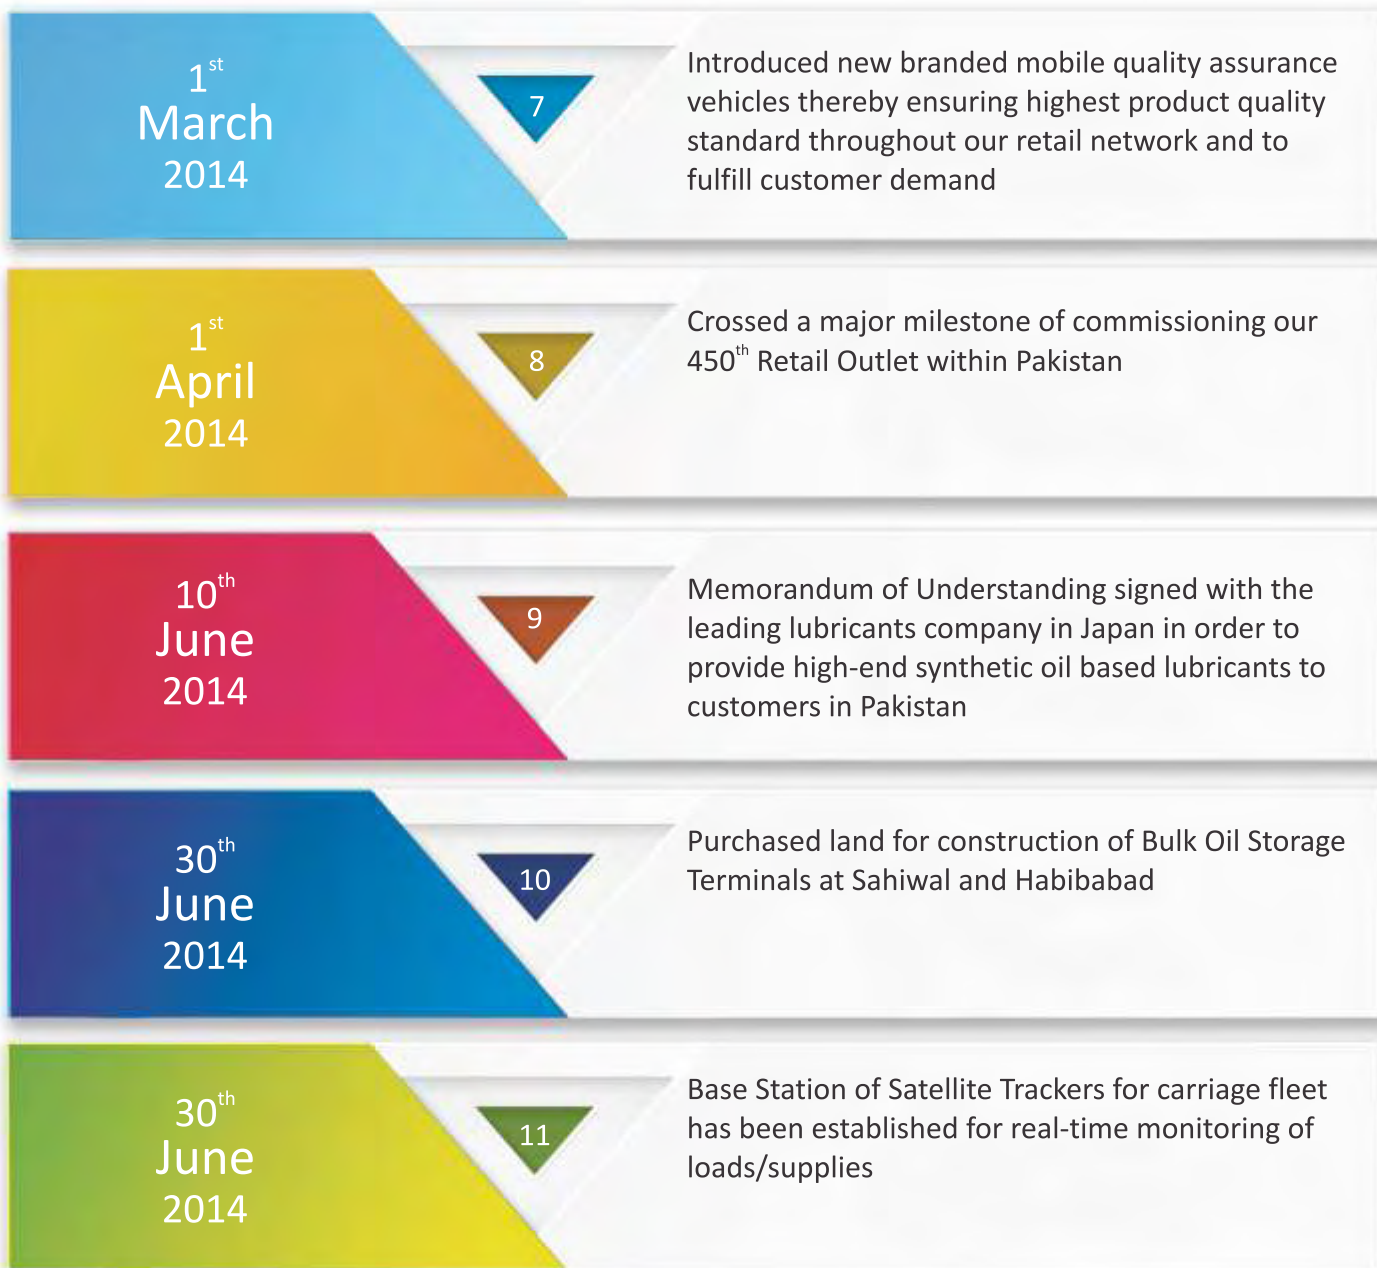 1st
March
2014
7
Introduced new branded mobile quality assurance
vehicles thereby ensuring highest product quality
standard throughout our retail network and to
fulfill customer demand
1st
April
2014
8
Crossed a major milestone of commissioning our
450th Retail Outlet within Pakistan
10th
June
2014
9
Memorandum of Understanding signed with the
leading lubricants company in Japan in order to
provide high-end synthetic oil based lubricants to
customers in Pakistan
30th
June
2014
10
Purchased land for construction of Bulk Oil Storage
Terminals at Sahiwal and Habibabad
30th
June
2014
11
Base Station of Satellite Trackers for carriage fleet
has been established for real-time monitoring of
loads/supplies